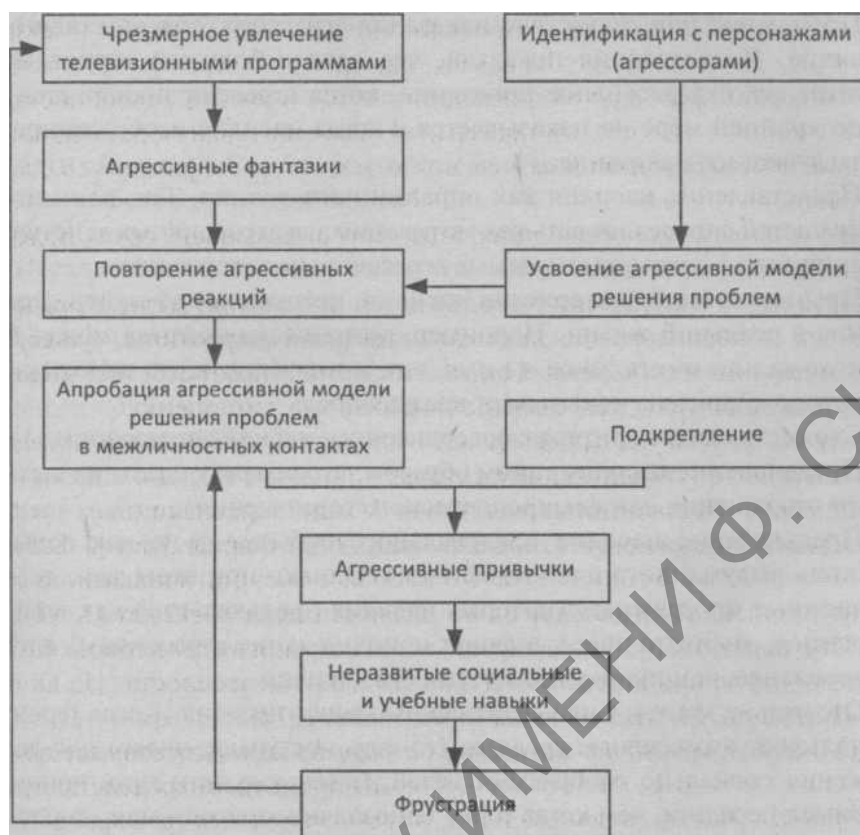 Чрезмерное увлечение
телевизионными программами
Идентификация с персонажами
(агрессорами)
Агрессивные фантазии
Повторение агрессивных
реакций
Усвоение агрессивной модели
решения проблем
Апробация агрессивной модели
решения проблем
в межличностных контактах
Подкрепление
Агрессивные привычки
Неразвитые социальные
и учебные навыки
Фрустрация
ИМЕНИ Ф. С